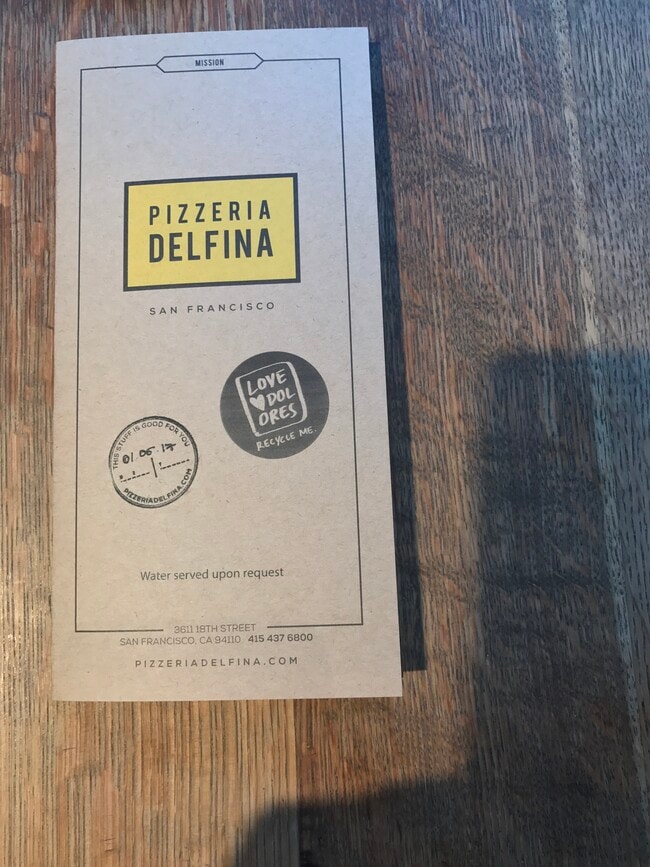 MISSION
PIZZERIA
DELFINA
SAN FRANCISCO
LOVE
DOL
ORES
RECYCLE ME.
THIS STUFF IS GOOD FOR YOU
01 06 17
PIZZERIADELFINA.COM
Water served upon request
3611 18TH STREET
SAN FRANCISCO, CA 94110 415 437 6800
PIZZERIADELFINA.COM